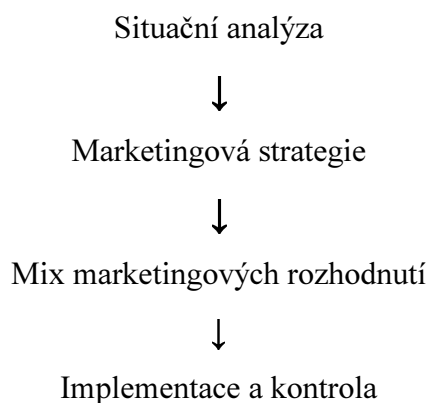 Situační analýza
↓
Marketingová strategie
↓
Mix marketingových rozhodnutí
↓
Implementace a kontrola